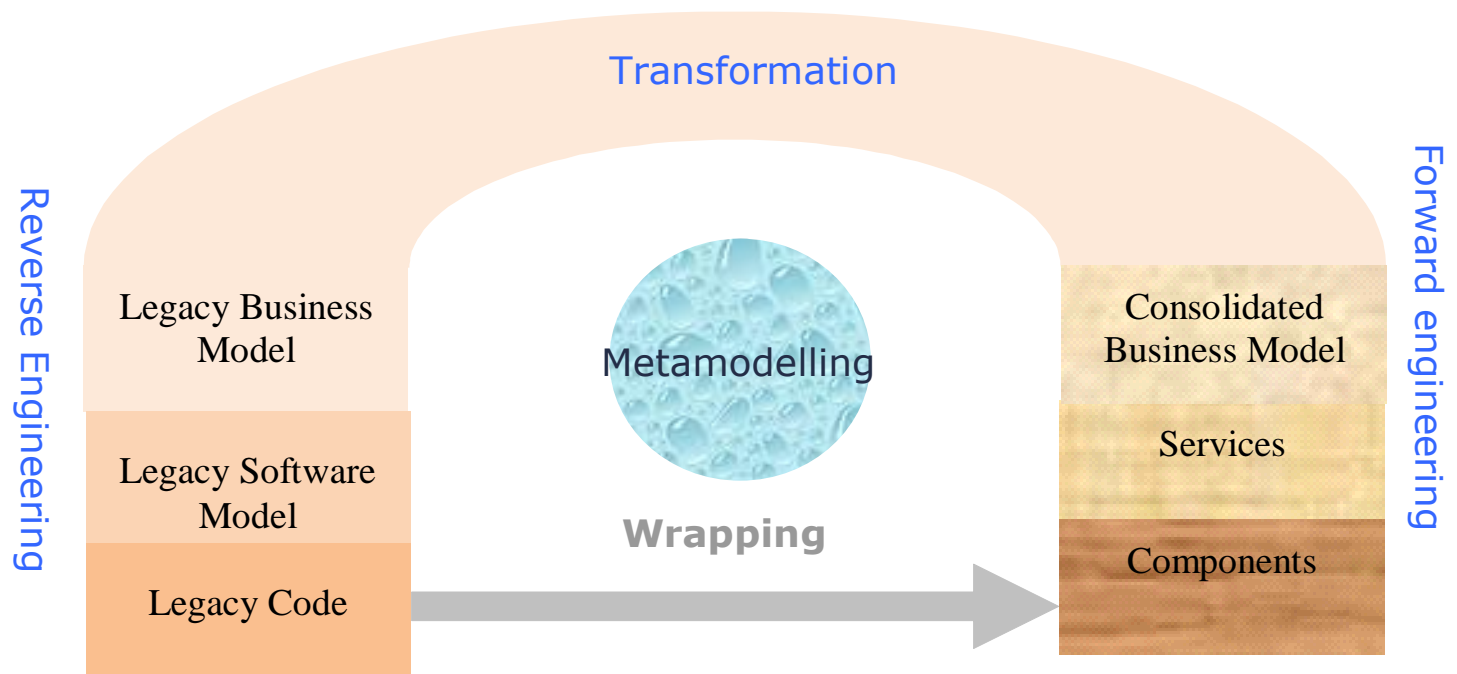 Transformation
Reverse Engineering
Forward engineering
Legacy Business
Model
Consolidated
Business Model
Metamodelling
Services
Legacy Software
Model
Wrapping
Components
Legacy Code